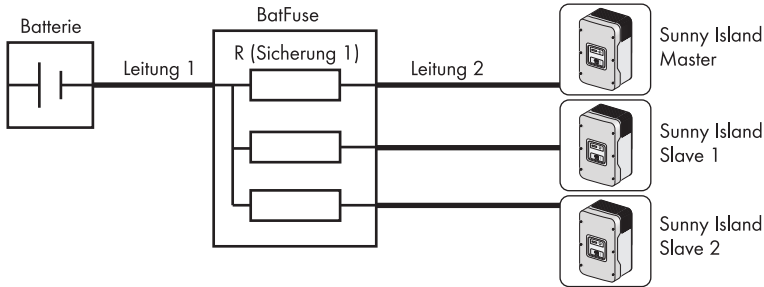 Batterie
BatFuse
Leitung 1
R (Sicherung 1)
Leitung 2
Sunny Island
Master
Sunny Island
Slave 1
Sunny Island
Slave 2